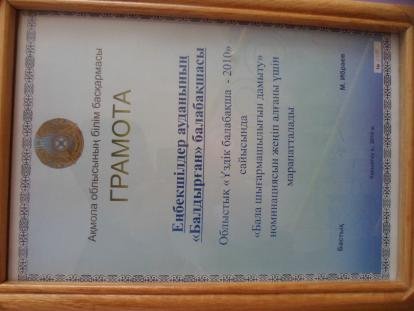 Ақмола облысының білім басқармасы
ГРАМОТА
Еңбекшілдер ауданының
«Балдырған» балабақшасы
Облыстық «Үздік балабақша - 2010»
сайысында
«Бала шығармашылығын дамыту»
номинациясын жеңіп алғаны үшін
марапатталады
Бастық М. Ибраев